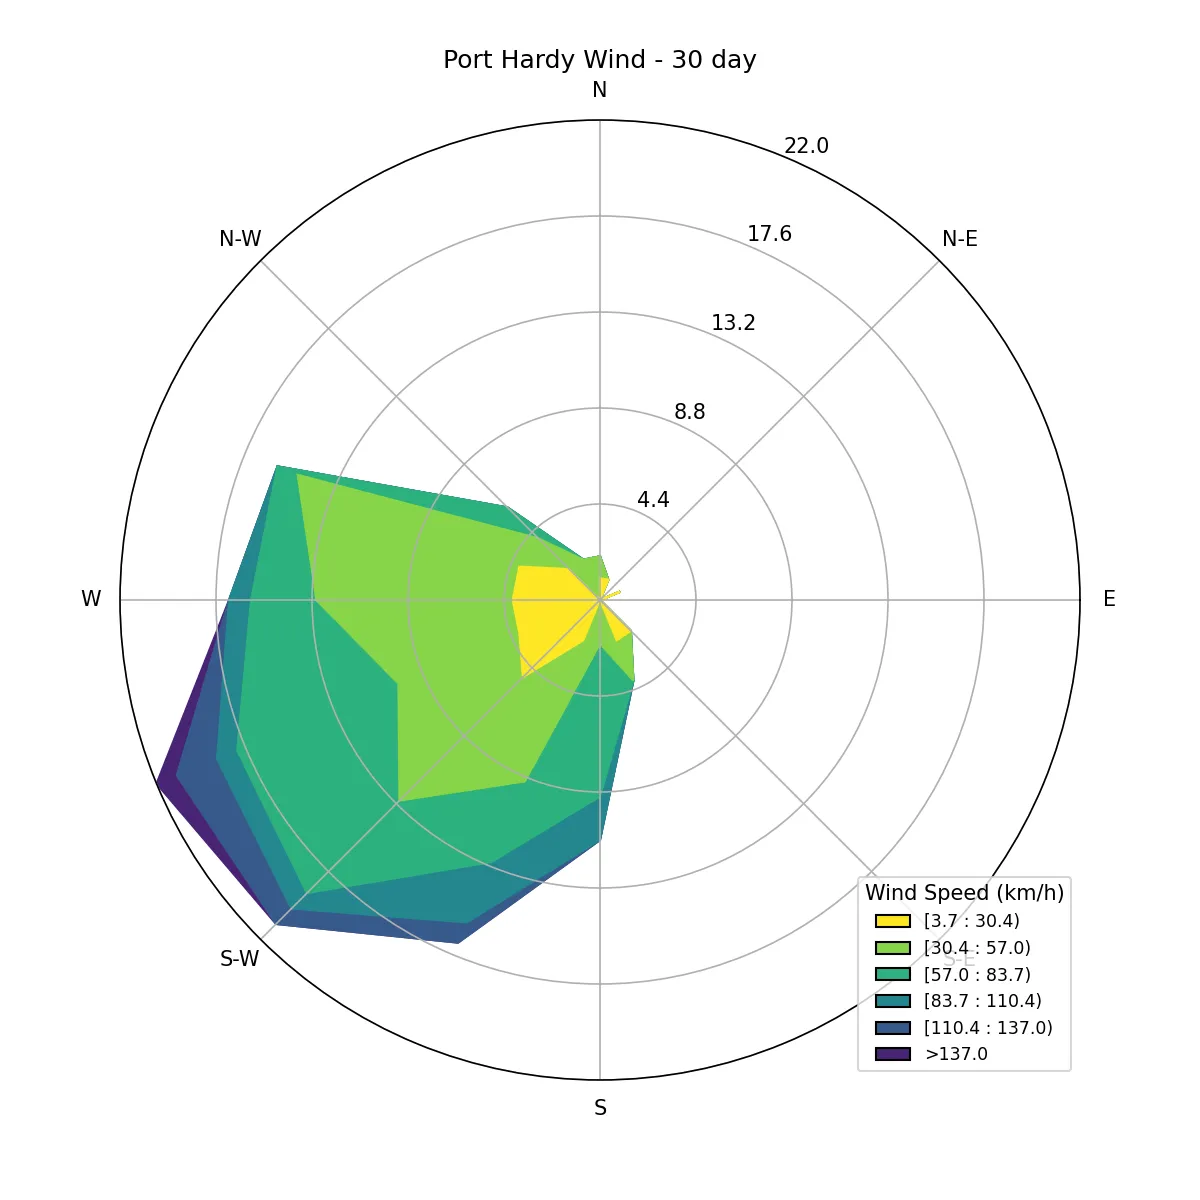 Port Hardy Wind - 30 day
N
22.0
17.6
N-W
N-E
13.2
8.8
4.4
W
E
Wind Speed (km/h)
[3.7 : 30.4)
[30.4 : 57.0)
S-W
S-E
[57.0 : 83.7)
[83.7 : 110.4)
[110.4 : 137.0)
>137.0
S